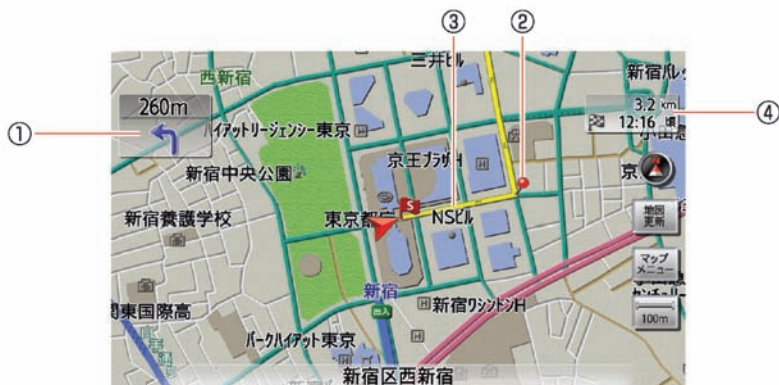 ③
②
①
④
三井ﾋﾞﾙ
西新宿
新宿パレッ
260m
3.2 km
12:16 頃
ハイアットリージェンシー東京
H
京王プラザH
H
新宿中央公園
京
新宿養護学校
東京都庁
S
NSﾋﾞﾙ
地図
更新
マップ
メニュー
新宿
出入
H
新宿ワシントンH
関東国際高
100m
H
パークハイアット東京
新宿区西新宿